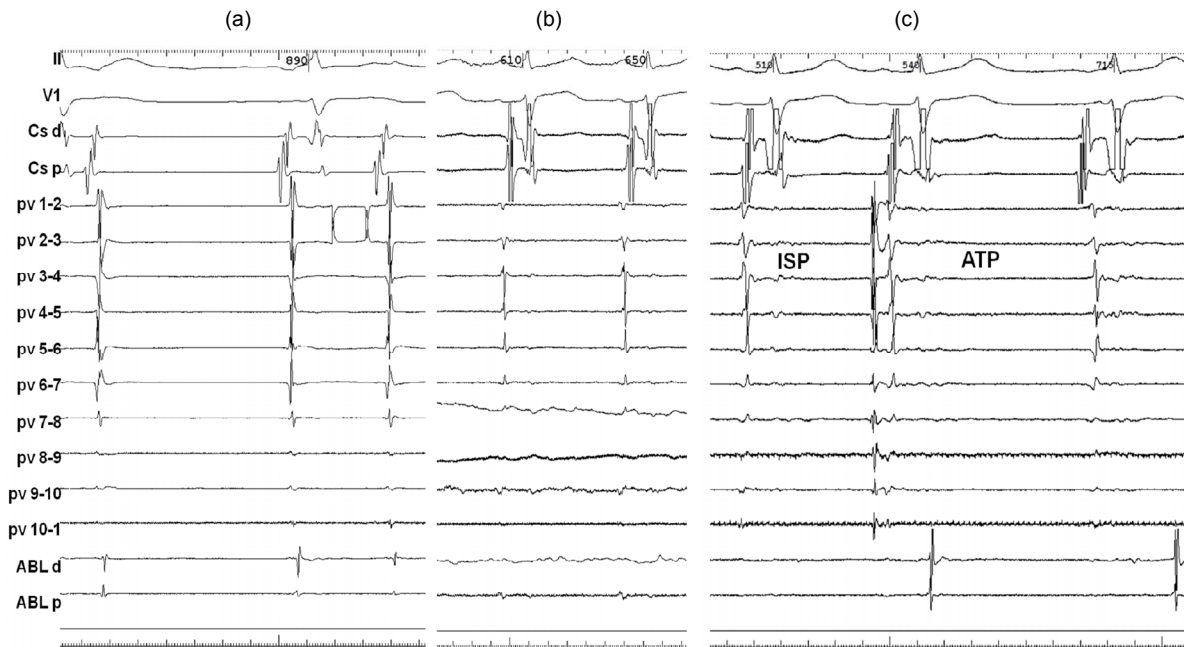 (a) (b) (c)
II 890 610 650 510 540 715
V1
Cs d
Cs p
pv 1-2
pv 2-3
pv 3-4 ISP ATP
pv 4-5
pv 5-6
pv 6-7
pv 7-8
pv 8-9
pv 9-10
pv 10-1
ABL d
ABL p